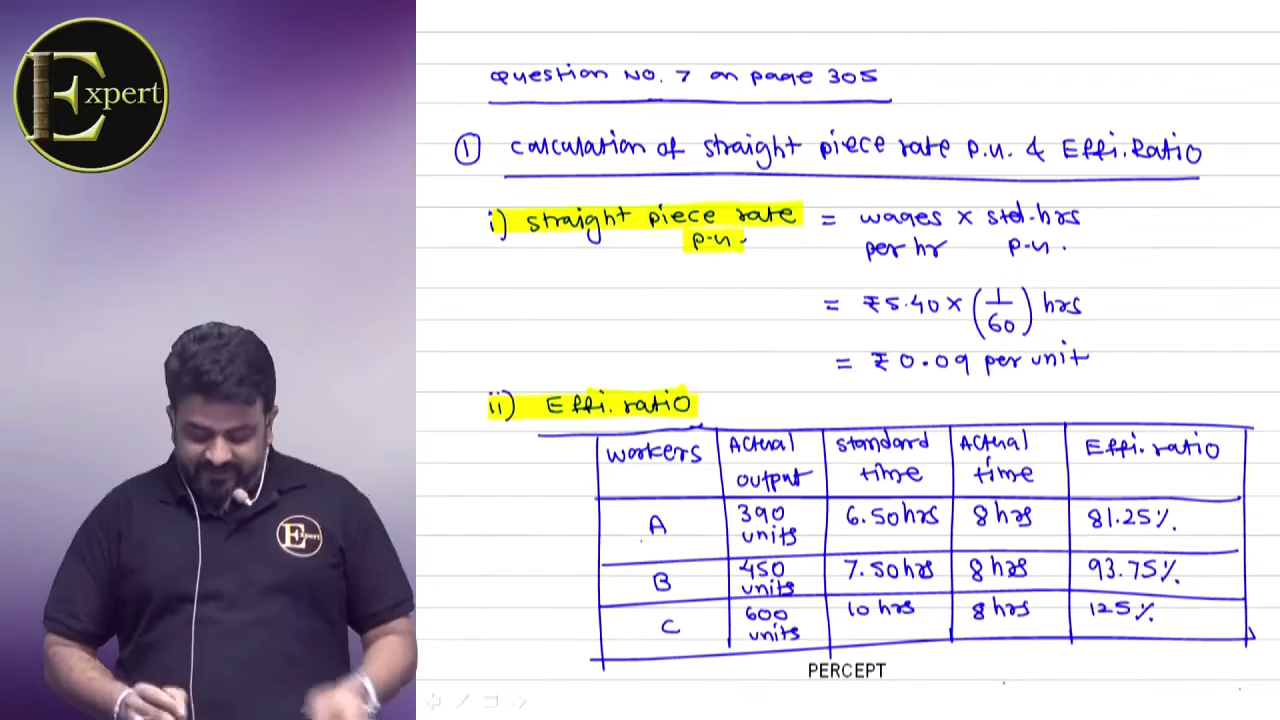 Expert
Question No. 7 on page 305
① Calculation of straight piece rate P.u. & Effi.Ratio
i) Straight piece rate p.u. = wages × std.hrs
per hr p.u.
= ₹5.40 × (1/60) hrs
= ₹0.09 per unit
ii) Effi. ratio
Workers | Actual output | Standard time | Actual time | Effi. ratio
A | 390 units | 6.50 hrs | 8 hrs | 81.25%
B | 450 units | 7.50 hrs | 8 hrs | 93.75%
C | 600 units | 10 hrs | 8 hrs | 125%
PERCEPT
Expert